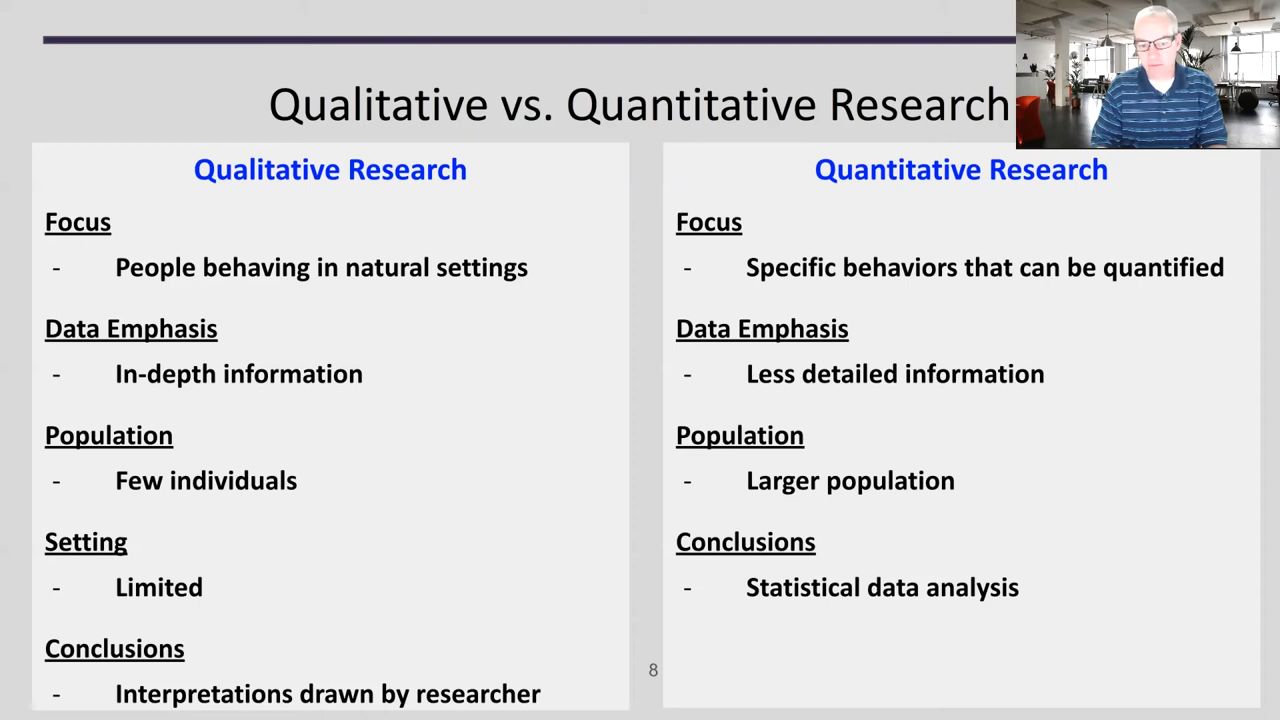 Qualitative vs. Quantitative Research
Qualitative Research
Focus
- People behaving in natural settings
Data Emphasis
- In-depth information
Population
- Few individuals
Setting
- Limited
Conclusions
- Interpretations drawn by researcher
Quantitative Research
Focus
- Specific behaviors that can be quantified
Data Emphasis
- Less detailed information
Population
- Larger population
Conclusions
- Statistical data analysis
8